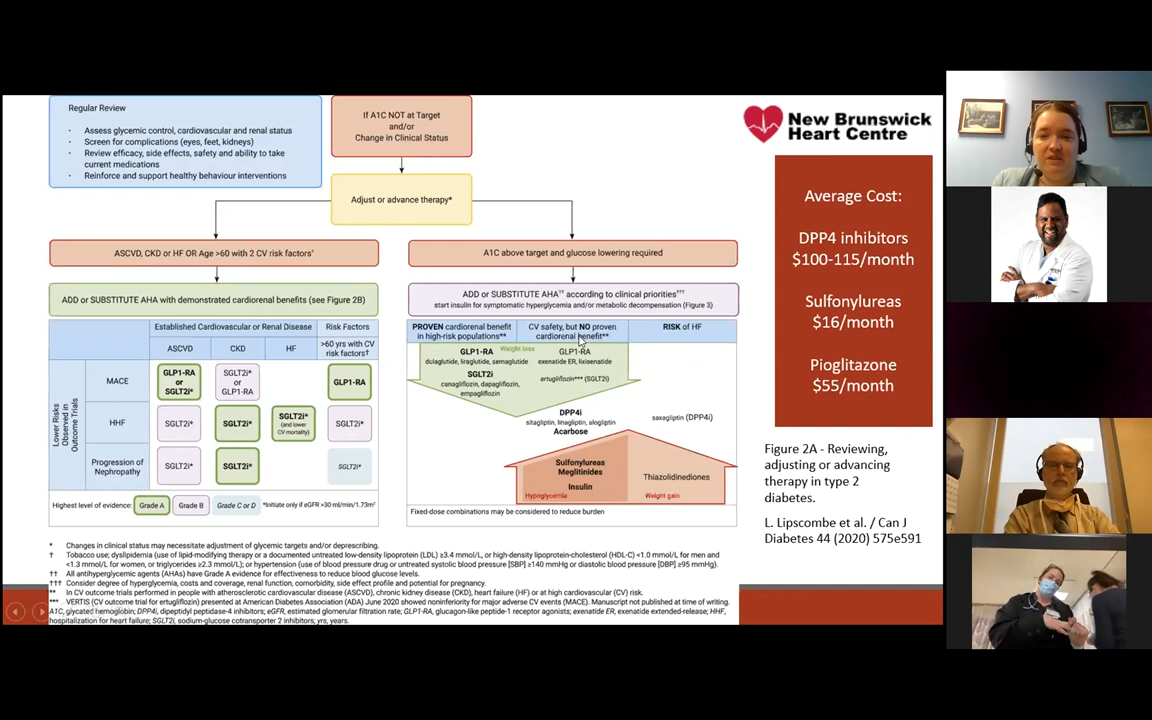 Regular Review
· Assess glycemic control, cardiovascular and renal status
· Screen for complications (eyes, feet, kidneys)
· Review efficacy, side effects, safety and ability to take
current medications
· Reinforce and support healthy behaviour interventions
If A1C NOT at Target
and/or
Change in Clinical Status
Adjust or advance therapy*
ASCVD, CKD or HF OR Age >60 with 2 CV risk factors†
ADD or SUBSTITUTE AHA with demonstrated cardiorenal benefits (see Figure 2B)
Established Cardiovascular or Renal Disease
Risk Factors
ASCVD
CKD
HF
>60 yrs with CV
risk factors†
Lower Risks
Observed in
Outcome Trials
MACE
GLP1-RA
or
SGLT2i*
SGLT2i*
or
GLP1-RA
GLP1-RA
HHF
SGLT2i*
SGLT2i*
SGLT2i*
(and lower
CV mortality)
SGLT2i*
Progression of
Nephropathy
SGLT2i*
SGLT2i*
SGLT2i*
Highest level of evidence:
Grade A
Grade B
Grade C or D
*Initiate only if eGFR >30 ml/min/1.73m²
A1C above target and glucose lowering required
ADD or SUBSTITUTE AHA†† according to clinical priorities†††
start insulin for symptomatic hyperglycemia and/or metabolic decompensation (Figure 3)
PROVEN cardiorenal benefit
in high-risk populations**
CV safety, but NO proven
cardiorenal benefit**
RISK of HF
Weight loss
GLP1-RA
dulaglutide, liraglutide, semaglutide
SGLT2i
canagliflozin, dapagliflozin,
empagliflozin
GLP1-RA
exenatide ER, lixisenatide
ertugliflozin*** (SGLT2i)
DPP4i
sitagliptin, linagliptin, alogliptin
Acarbose
saxagliptin (DPP4i)
Sulfonylureas
Meglitinides
Insulin
Hypoglycemia
Thiazolidinediones
Weight gain
Fixed-dose combinations may be considered to reduce burden
* Changes in clinical status may necessitate adjustment of glycemic targets and/or deprescribing.
† Tobacco use; dyslipidemia (use of lipid-modifying therapy or a documented untreated low-density lipoprotein (LDL) ≥3.4 mmol/L, or high-density lipoprotein-cholesterol (HDL-C) <1.0 mmol/L for men and
<1.3 mmol/L for women, or triglycerides ≥2.3 mmol/L); or hypertension (use of blood pressure drug or untreated systolic blood pressure [SBP] ≥140 mmHg or diastolic blood pressure [DBP] ≥95 mmHg).
†† All antihyperglycemic agents (AHAs) have Grade A evidence for effectiveness to reduce blood glucose levels.
††† Consider degree of hyperglycemia, costs and coverage, renal function, comorbidity, side effect profile and potential for pregnancy.
** In CV outcome trials performed in people with atherosclerotic cardiovascular disease (ASCVD), chronic kidney disease (CKD), heart failure (HF) or at high cardiovascular (CV) risk.
*** VERTIS (CV outcome trial for ertugliflozin) presented at American Diabetes Association (ADA) June 2020 showed noninferiority for major adverse CV events (MACE). Manuscript not published at time of writing.
A1C, glycated hemoglobin; DPP4i, dipeptidyl peptidase-4 inhibitors; eGFR, estimated glomerular filtration rate; GLP1-RA, glucagon-like peptide-1 receptor agonists; exenatide ER, exenatide extended-release; HHF,
hospitalization for heart failure; SGLT2i, sodium-glucose cotransporter 2 inhibitors; yrs, years.
New Brunswick
Heart Centre
Average Cost:
DPP4 inhibitors
$100-115/month
Sulfonylureas
$16/month
Pioglitazone
$55/month
Figure 2A - Reviewing,
adjusting or advancing
therapy in type 2
diabetes.
L. Lipscombe et al. / Can J
Diabetes 44 (2020) 575e591